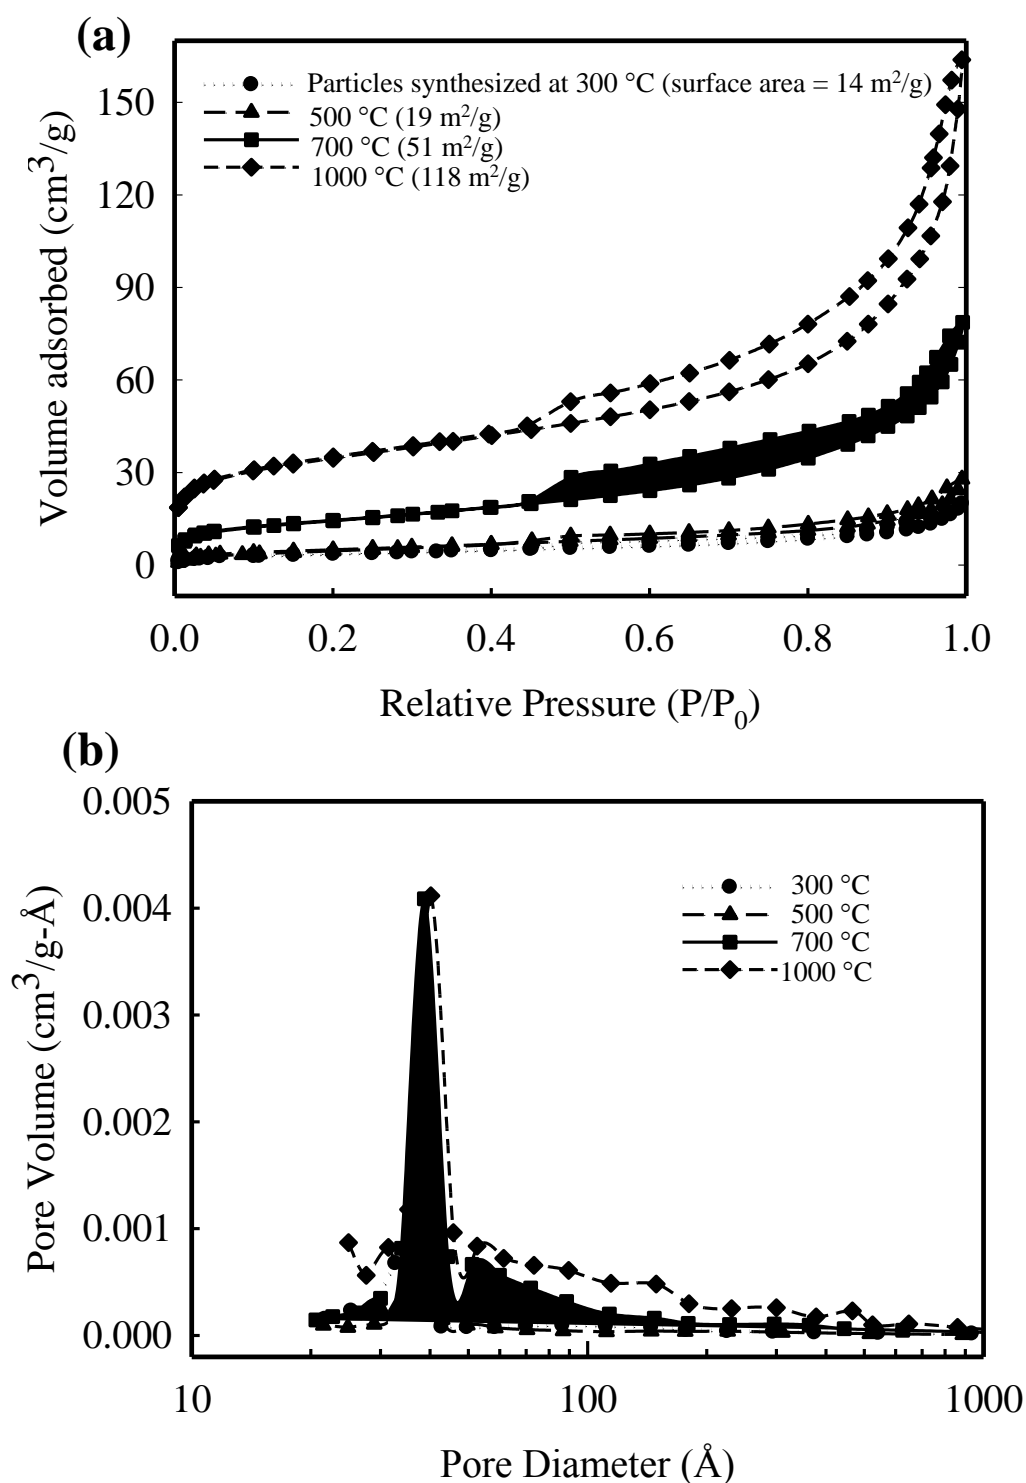 (a)
Particles synthesized at 300 °C (surface area = 14 m²/g)
500 °C (19 m²/g)
700 °C (51 m²/g)
1000 °C (118 m²/g)
Volume adsorbed (cm³/g)
150
120
90
60
30
0
0.0 0.2 0.4 0.6 0.8 1.0
Relative Pressure (P/P₀)
(b)
0.005
300 °C
500 °C
700 °C
1000 °C
Pore Volume (cm³/g-Å)
0.004
0.003
0.002
0.001
0.000
10 100 1000
Pore Diameter (Å)